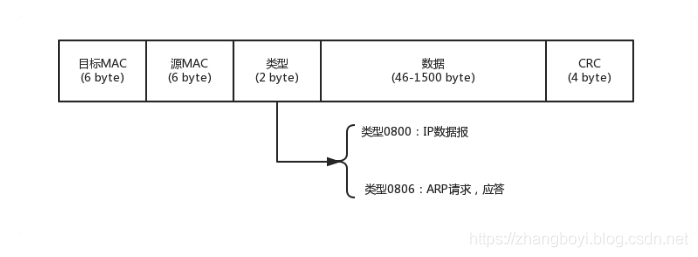 目标MAC
(6 byte)
源MAC
(6 byte)
类型
(2 byte)
数据
(46-1500 byte)
CRC
(4 byte)
类型0800：IP数据报
类型0806：ARP请求，应答
https://zhangboyi.blog.csdn.net